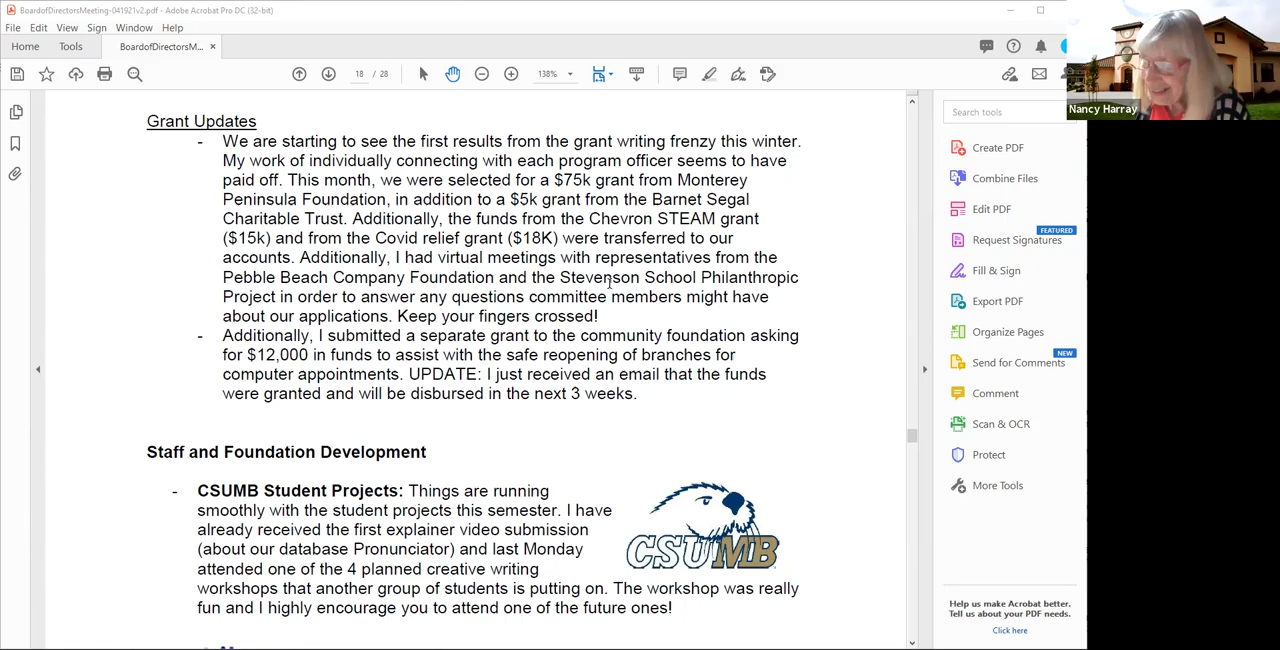 BoardofDirectorsMeeting-041921v2.pdf - Adobe Acrobat Pro DC (32-bit)
File Edit View Sign Window Help
Home Tools BoardofDirectorsM... ×
18 28 138%
Nancy Harray
Grant Updates
- We are starting to see the first results from the grant writing frenzy this winter.
My work of individually connecting with each program officer seems to have
paid off. This month, we were selected for a $75k grant from Monterey
Peninsula Foundation, in addition to a $5k grant from the Barnet Segal
Charitable Trust. Additionally, the funds from the Chevron STEAM grant
($15k) and from the Covid relief grant ($18K) were transferred to our
accounts. Additionally, I had virtual meetings with representatives from the
Pebble Beach Company Foundation and the Stevenson School Philanthropic
Project in order to answer any questions committee members might have
about our applications. Keep your fingers crossed!
- Additionally, I submitted a separate grant to the community foundation asking
for $12,000 in funds to assist with the safe reopening of branches for
computer appointments. UPDATE: I just received an email that the funds
were granted and will be disbursed in the next 3 weeks.
Staff and Foundation Development
- CSUMB Student Projects: Things are running
smoothly with the student projects this semester. I have
already received the first explainer video submission
(about our database Pronunciator) and last Monday
attended one of the 4 planned creative writing
workshops that another group of students is putting on. The workshop was really
fun and I highly encourage you to attend one of the future ones!
CSUMB
Search tools
Create PDF
Combine Files
Edit PDF
FEATURED
Request Signatures
Fill & Sign
Export PDF
Organize Pages
NEW
Send for Comments
Comment
Scan & OCR
Protect
More Tools
Help us make Acrobat better.
Tell us about your PDF needs.
Click here